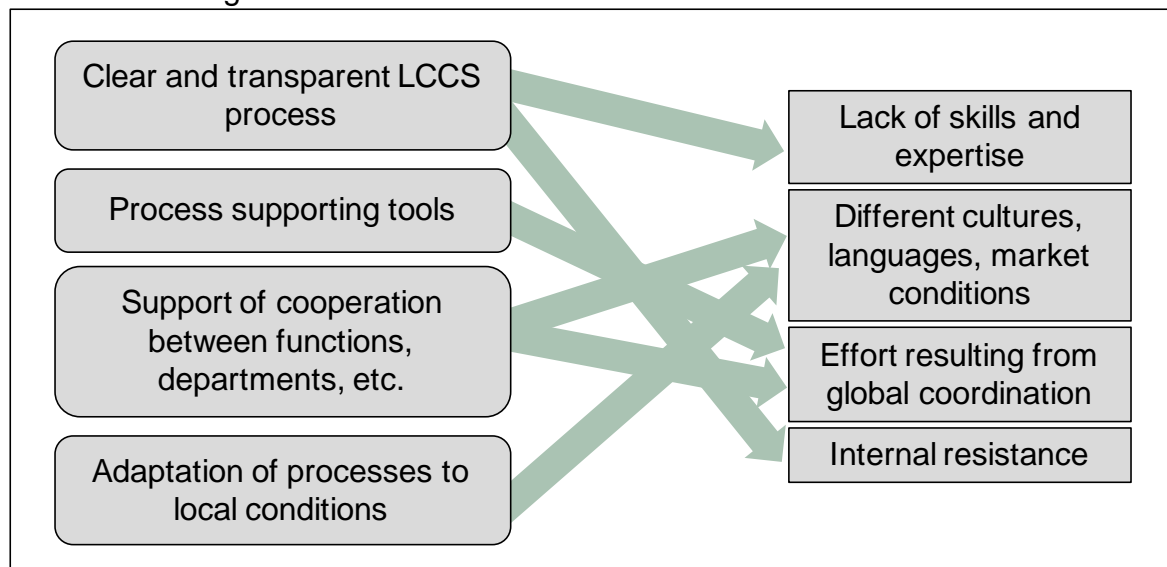 Clear and transparent LCCS
process
Process supporting tools
Support of cooperation
between functions,
departments, etc.
Adaptation of processes to
local conditions
Lack of skills and
expertise
Different cultures,
languages, market
conditions
Effort resulting from
global coordination
Internal resistance